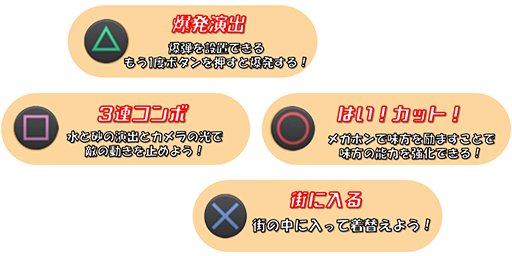 爆発演出
爆弾を設置できる
もう1度ボタンを押すと爆発する！
3連コンボ
水と砂の演出とカメラの光で
敵の動きを止めよう！
はい！カット！
メガホンで味方を励ますことで
味方の能力を強化できる！
街に入る
街の中に入って着替えよう！